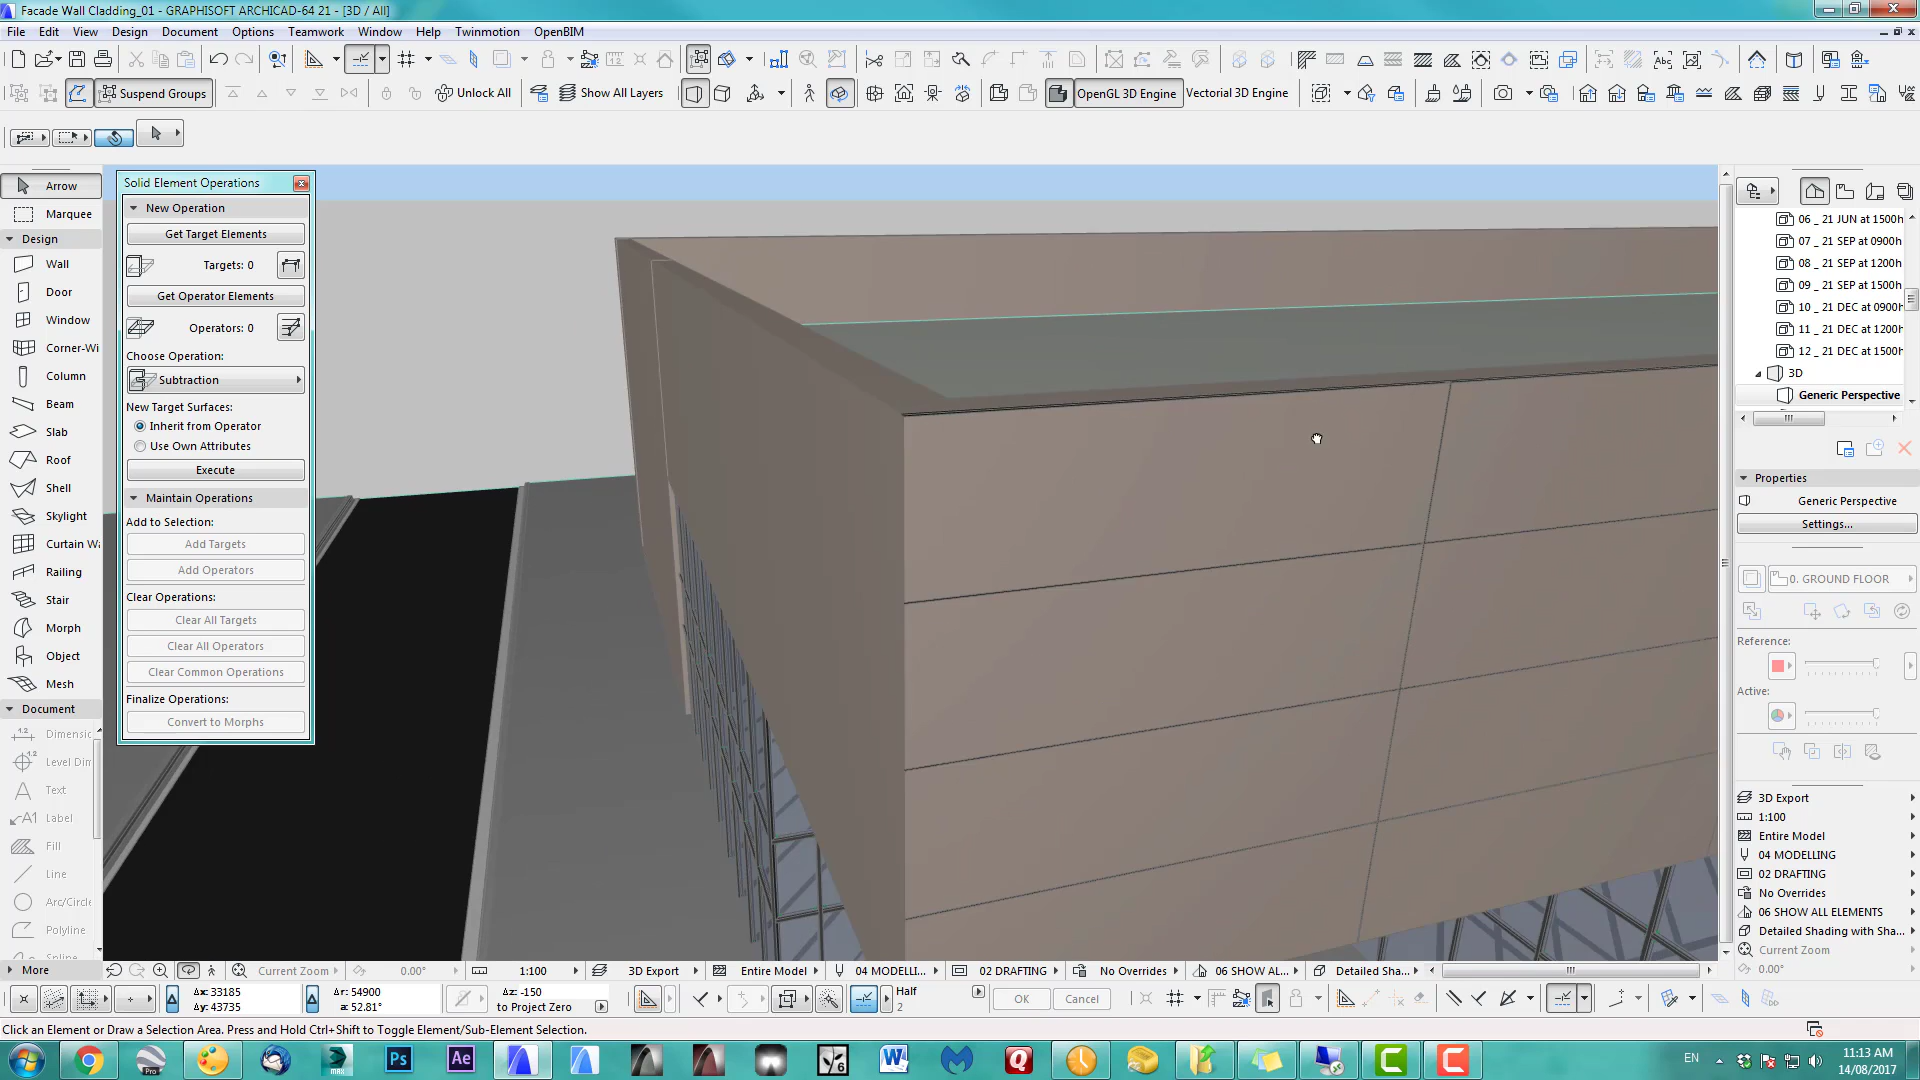 Facade Wall Cladding_01 - GRAPHISOFT ARCHICAD-64 21 - [3D / All]
File Edit View Design Document Options Teamwork Window Help Twinmotion OpenBIM
Suspend Groups
Unlock All
Show All Layers
OpenGL 3D Engine
Vectorial 3D Engine
Arrow
Marquee
Design
Wall
Door
Window
Corner-Wi
Column
Beam
Slab
Roof
Shell
Skylight
Curtain Wa
Railing
Stair
Morph
Object
Mesh
Document
Dimensic
Level Dim
Text
Label
Fill
Line
Arc/Circle
Polyline
Spline
More
Solid Element Operations
New Operation
Get Target Elements
Targets: 0
Get Operator Elements
Operators: 0
Choose Operation:
Subtraction
New Target Surfaces:
Inherit from Operator
Use Own Attributes
Execute
Maintain Operations
Add to Selection:
Add Targets
Add Operators
Clear Operations:
Clear All Targets
Clear All Operators
Clear Common Operations
Finalize Operations:
Convert to Morphs
06 _ 21 JUN at 1500h
07 _ 21 SEP at 0900h
08 _ 21 SEP at 1200h
09 _ 21 SEP at 1500h
10 _ 21 DEC at 0900h
11 _ 21 DEC at 1200h
12 _ 21 DEC at 1500h
3D
Generic Perspective
Properties
Generic Perspective
Settings...
0. GROUND FLOOR
Reference:
Active:
3D Export
1:100
Entire Model
04 MODELLING
02 DRAFTING
No Overrides
06 SHOW ALL ELEMENTS
Detailed Shading with Sha...
Current Zoom
0.00°
Current Zoom 0.00° 1:100 3D Export Entire Model 04 MODELLI... 02 DRAFTING No Overrides 06 SHOW AL... Detailed Sha...
Δx: 33185
Δy: 43735
Δr: 54900
a: 52.81°
Δz: -150
to Project Zero
Half
2
OK
Cancel
Click an Element or Draw a Selection Area. Press and Hold Ctrl+Shift to Toggle Element/Sub-Element Selection.
EN
11:13 AM
14/08/2017